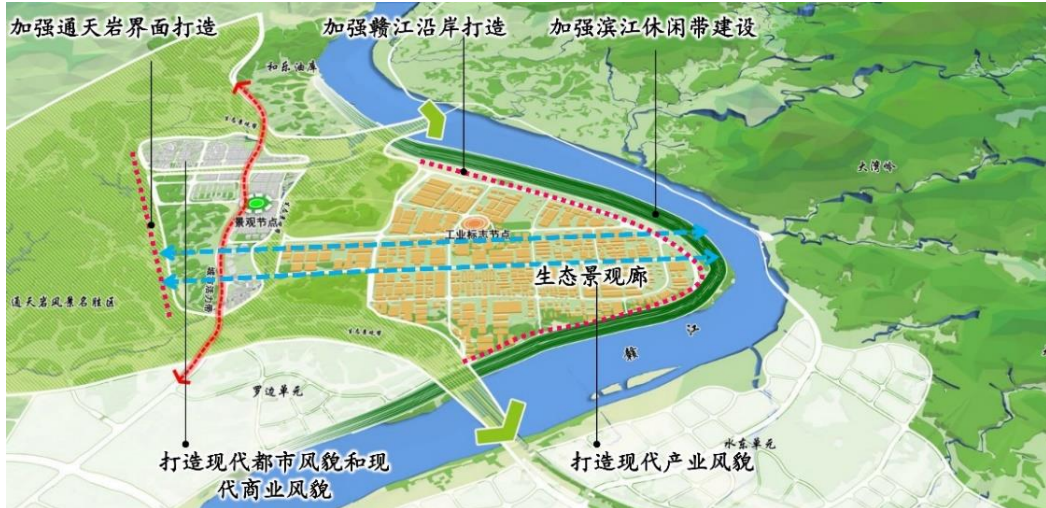 加强通天岩界面打造
加强赣江沿岸打造
加强滨江休闲带建设
和乐油库
大湾岭
景观节点
工业标志节点
生态景观廊
通天岩风景名胜区
赣
江
罗边单元
水东单元
打造现代都市风貌和现
代商业风貌
打造现代产业风貌